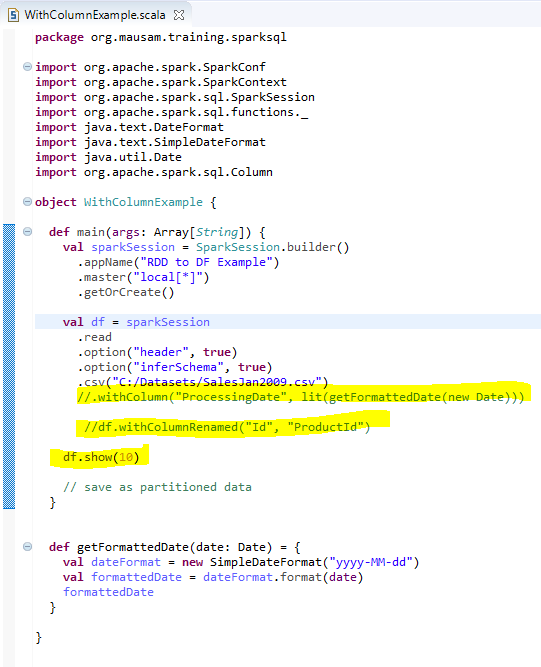 WithColumnExample.scala
package org.mausam.training.sparksql
import org.apache.spark.SparkConf
import org.apache.spark.SparkContext
import org.apache.spark.sql.SparkSession
import org.apache.spark.sql.functions._
import java.text.DateFormat
import java.text.SimpleDateFormat
import java.util.Date
import org.apache.spark.sql.Column
object WithColumnExample {
def main(args: Array[String]) {
val sparkSession = SparkSession.builder()
.appName("RDD to DF Example")
.master("local[*]")
.getOrCreate()
val df = sparkSession
.read
.option("header", true)
.option("inferSchema", true)
.csv("C:/Datasets/SalesJan2009.csv")
//.withColumn("ProcessingDate", lit(getFormattedDate(new Date)))
//df.withColumnRenamed("Id", "ProductId")
df.show(10)
// save as partitioned data
}
def getFormattedDate(date: Date) = {
val dateFormat = new SimpleDateFormat("yyyy-MM-dd")
val formattedDate = dateFormat.format(date)
formattedDate
}
}